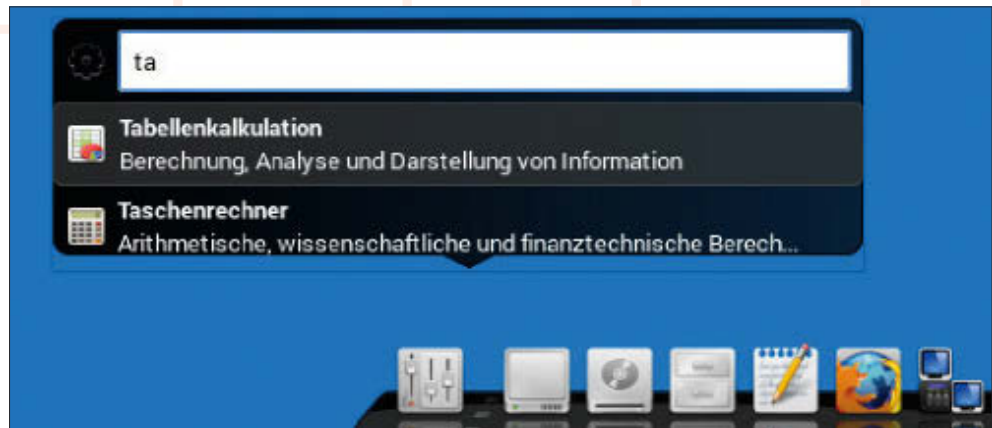 ta
Tabellenkalkulation
Berechnung, Analyse und Darstellung von Information
Taschenrechner
Arithmetische, wissenschaftliche und finanztechnische Berech...